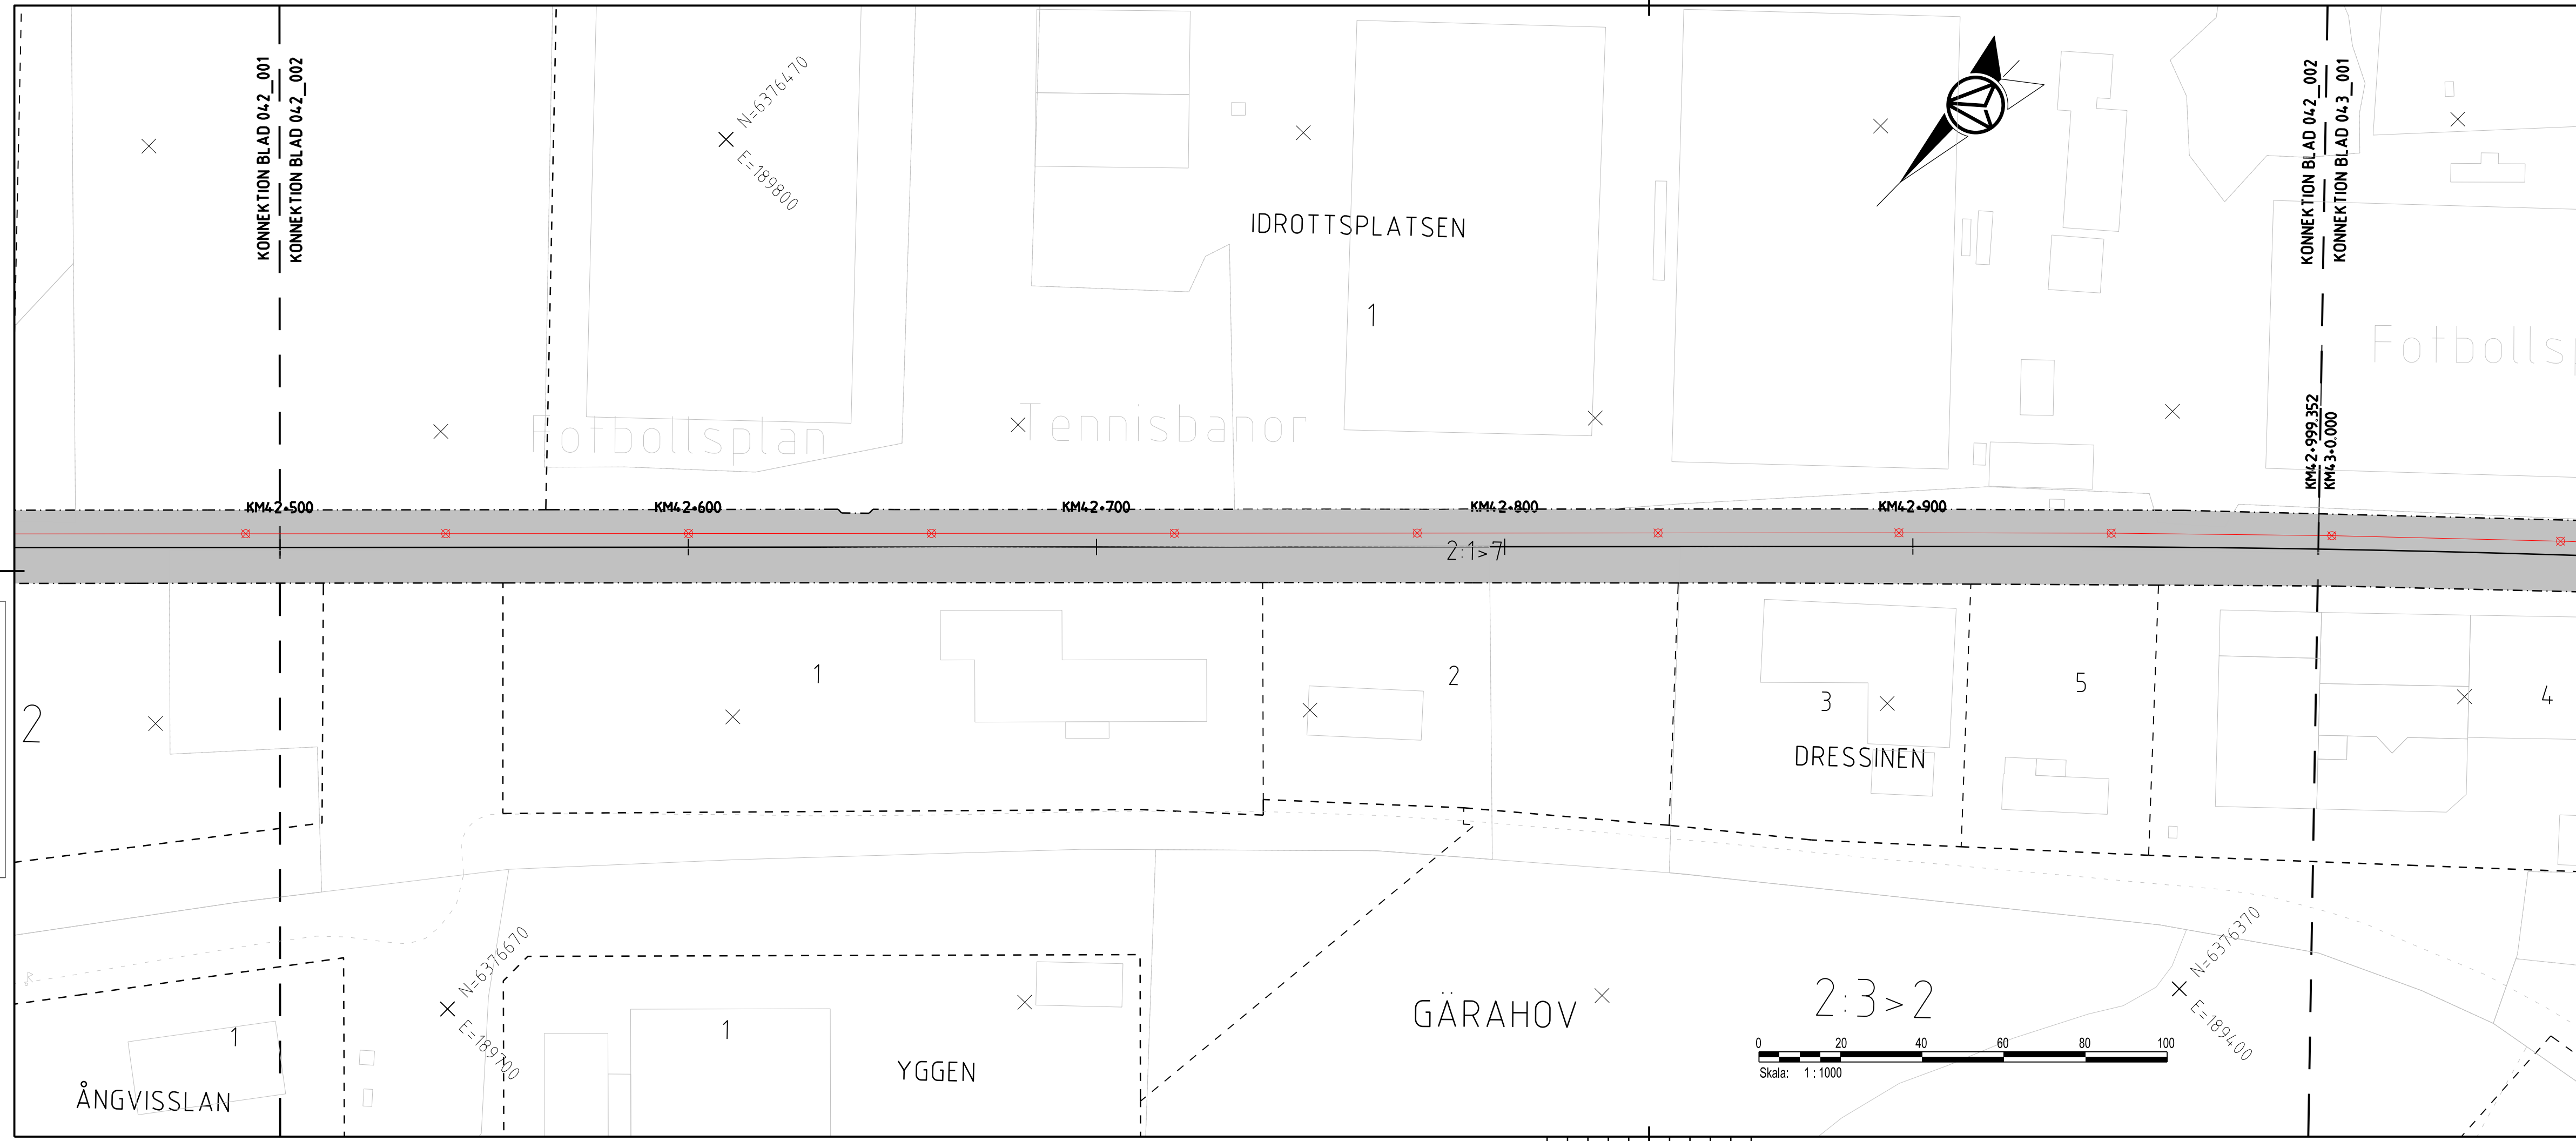 KONNEKTION BLAD 042_001
KONNEKTION BLAD 042_002
N=6376470
E=189800
KONNEKTION BLAD 042_002
KONNEKTION BLAD 043_001
IDROTTSPLATSEN
1
Fotbollsplan
Tennisbanor
Fotbollsp
KM42+999.352
KM43+0.000
KM42+500
KM42+600
KM42+700
KM42+800
KM42+900
2:1>7
2
1
2
3
5
4
DRESSINEN
N=6376670
E=189700
N=6376370
E=189400
1
ÅNGVISSLAN
1
YGGEN
GÄRAHOV
2:3>2
0 20 40 60 80 100
Skala: 1 : 1000